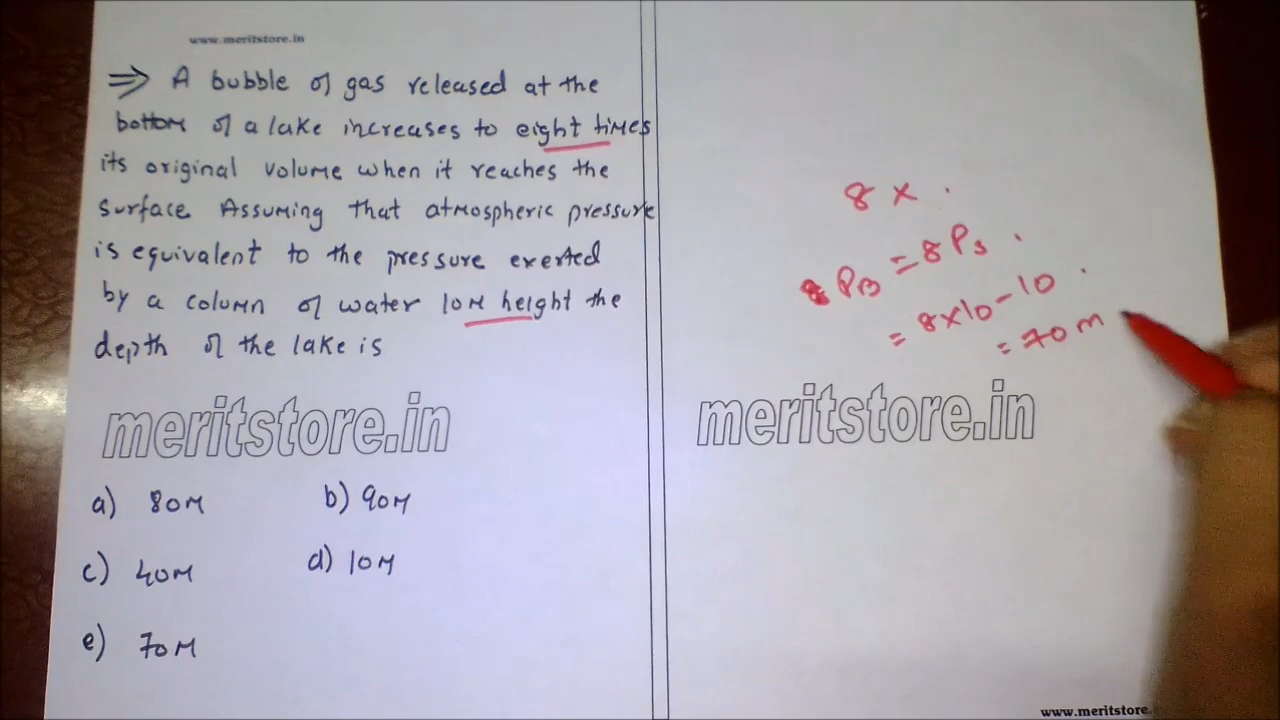 www.meritstore.in
⇒ A bubble of gas released at the
bottom of a lake increases to eight times
its original volume when it reaches the
surface Assuming that atmospheric pressure
is equivalent to the pressure exerted
by a column of water 10M height the
depth of the lake is
meritstore.in
a) 80M b) 90M
c) 40M d) 10M
e) 70M
8 x .
PB = 8 Ps .
= 8x10 - 10 .
= 70 m
meritstore.in
www.meritstore.